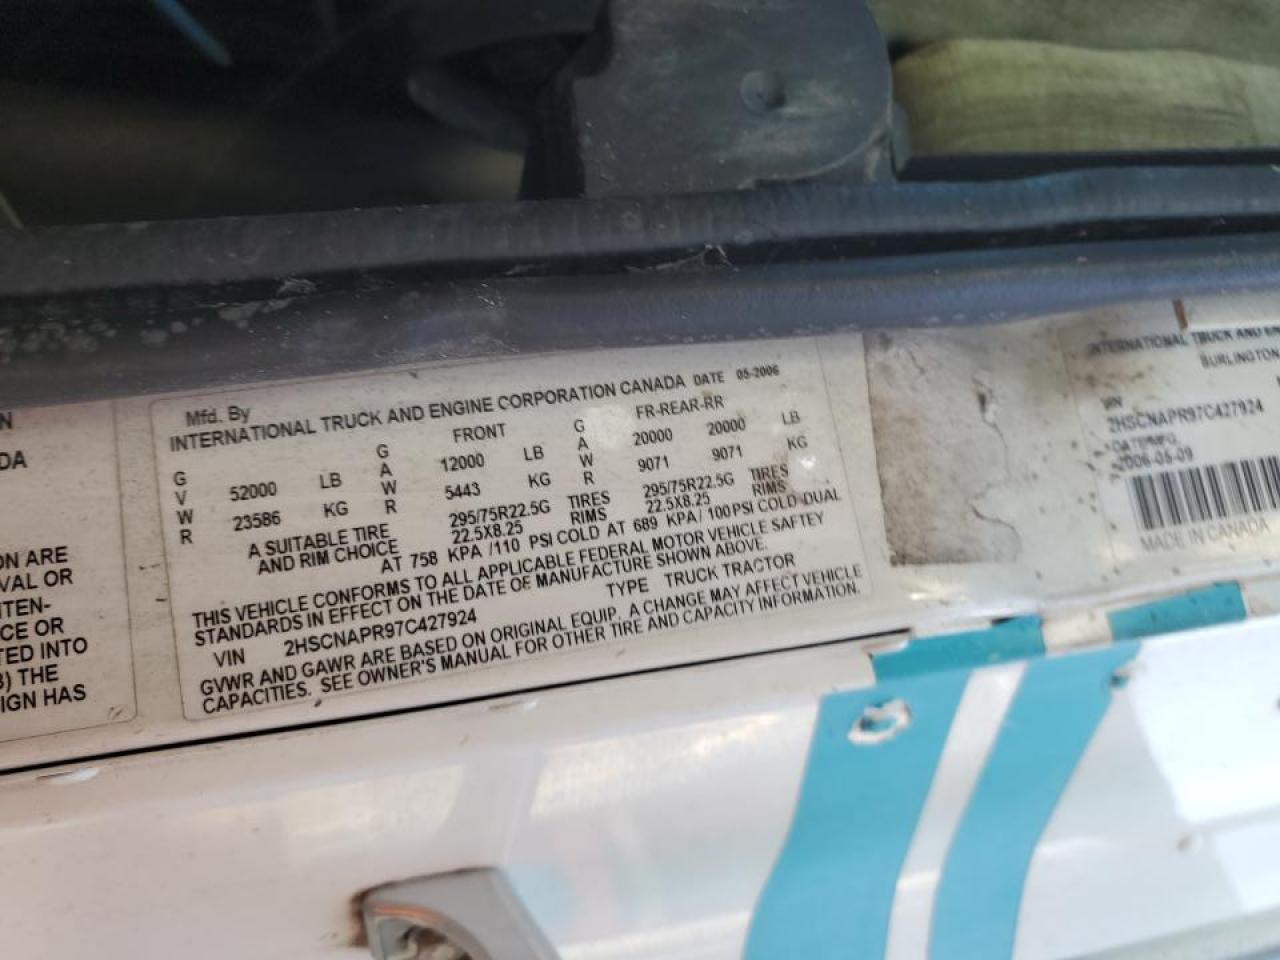 N
DA
ON ARE
VAL OR
TEN-
CE OR
TED INTO
) THE
IGN HAS
Mfd. By
INTERNATIONAL TRUCK AND ENGINE CORPORATION CANADA DATE 05-2006
GVWR 52000 LB 23586 KG
GAWR FRONT 12000 LB 5443 KG
GAWR FR-REAR-RR 20000 20000 LB 9071 9071 KG
A SUITABLE TIRE 295/75R22.5G TIRES 295/75R22.5G TIRES
AND RIM CHOICE 22.5X8.25 RIMS 22.5X8.25 RIMS
AT 758 KPA /110 PSI COLD AT 689 KPA/ 100PSI COLD-DUAL
THIS VEHICLE CONFORMS TO ALL APPLICABLE FEDERAL MOTOR VEHICLE SAFTEY
STANDARDS IN EFFECT ON THE DATE OF MANUFACTURE SHOWN ABOVE.
VIN 2HSCNAPR97C427924 TYPE TRUCK TRACTOR
GVWR AND GAWR ARE BASED ON ORIGINAL EQUIP. A CHANGE MAY AFFECT VEHICLE
CAPACITIES. SEE OWNER'S MANUAL FOR OTHER TIRE AND CAPACITY INFORMATION.
INTERNATIONAL TRUCK AND EN
BURLINGTON
VIN
2HSCNAPR97C427924
DATE/MFG.
2006-05-09
MADE IN CANADA